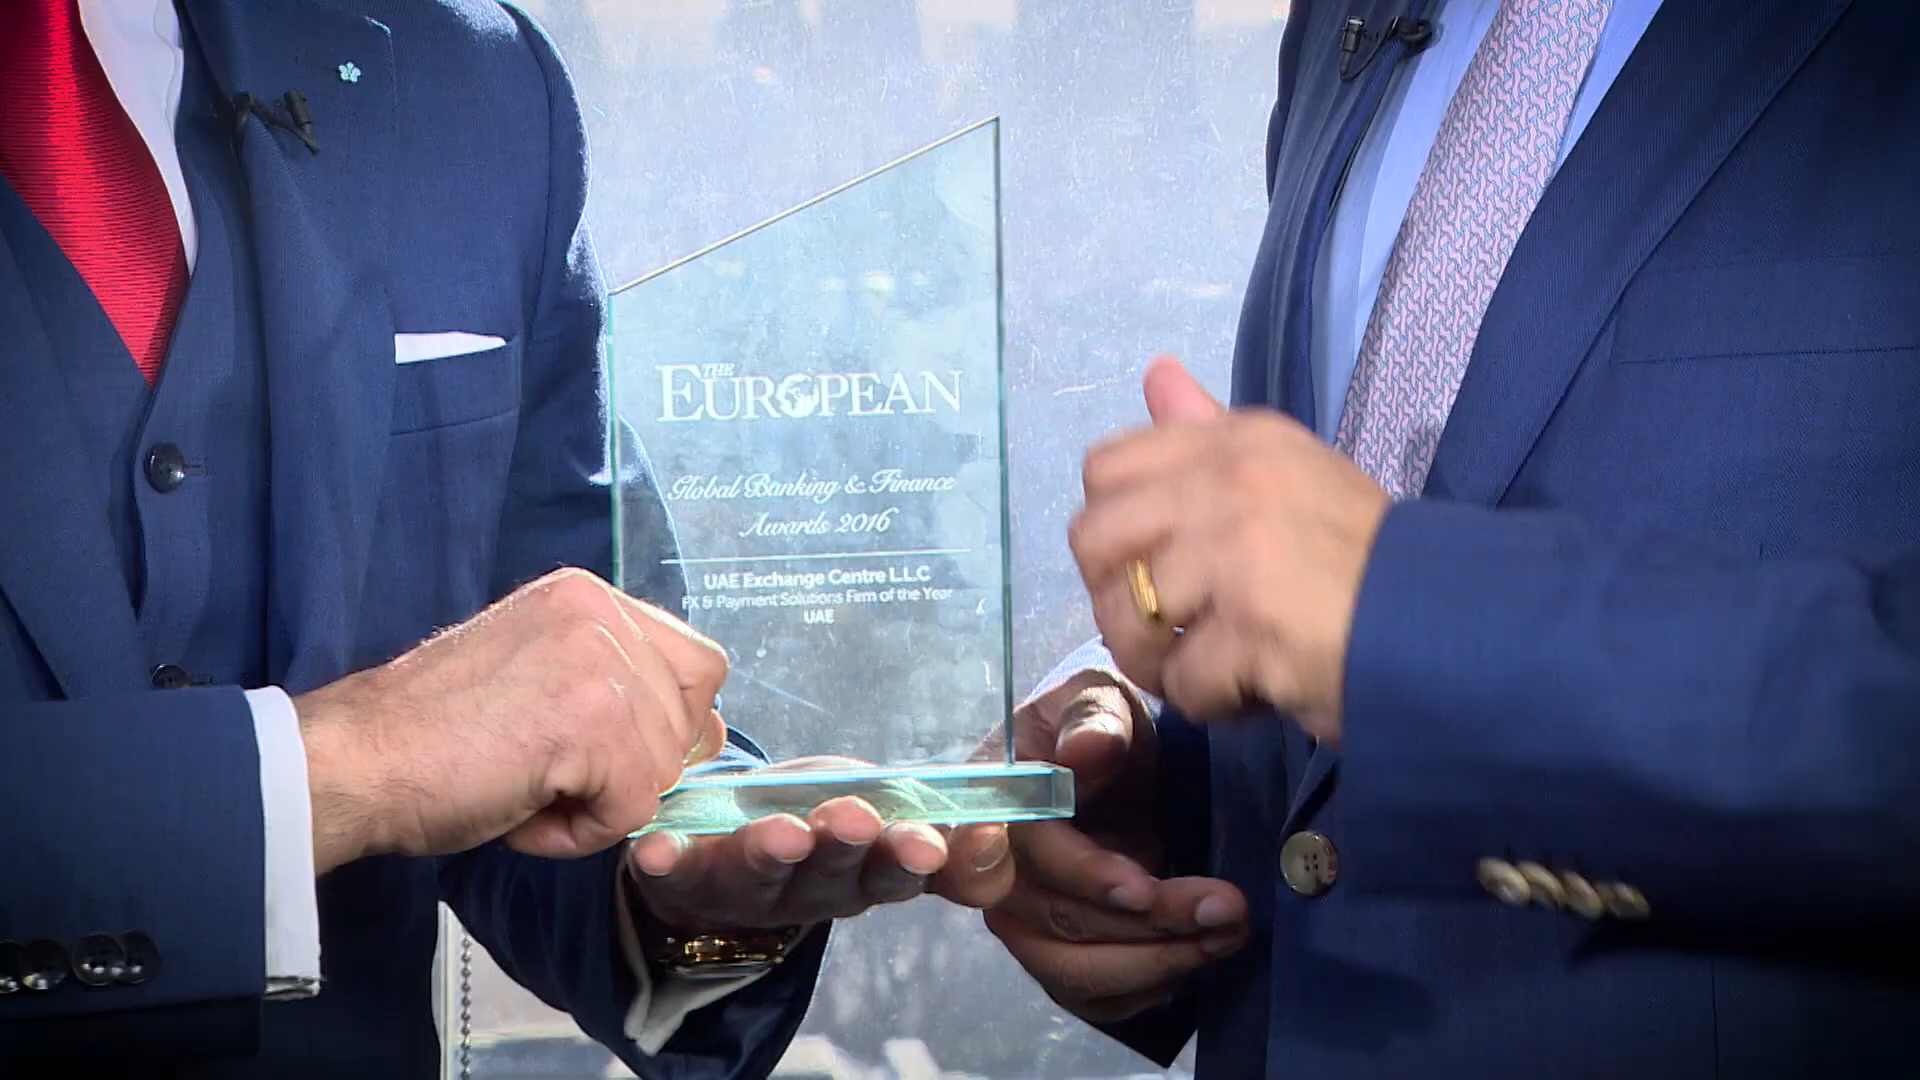 THE
EUROPEAN
Global Banking & Finance
Awards 2016
UAE Exchange Centre L.L.C
FX & Payment Solutions Firm of the Year
UAE